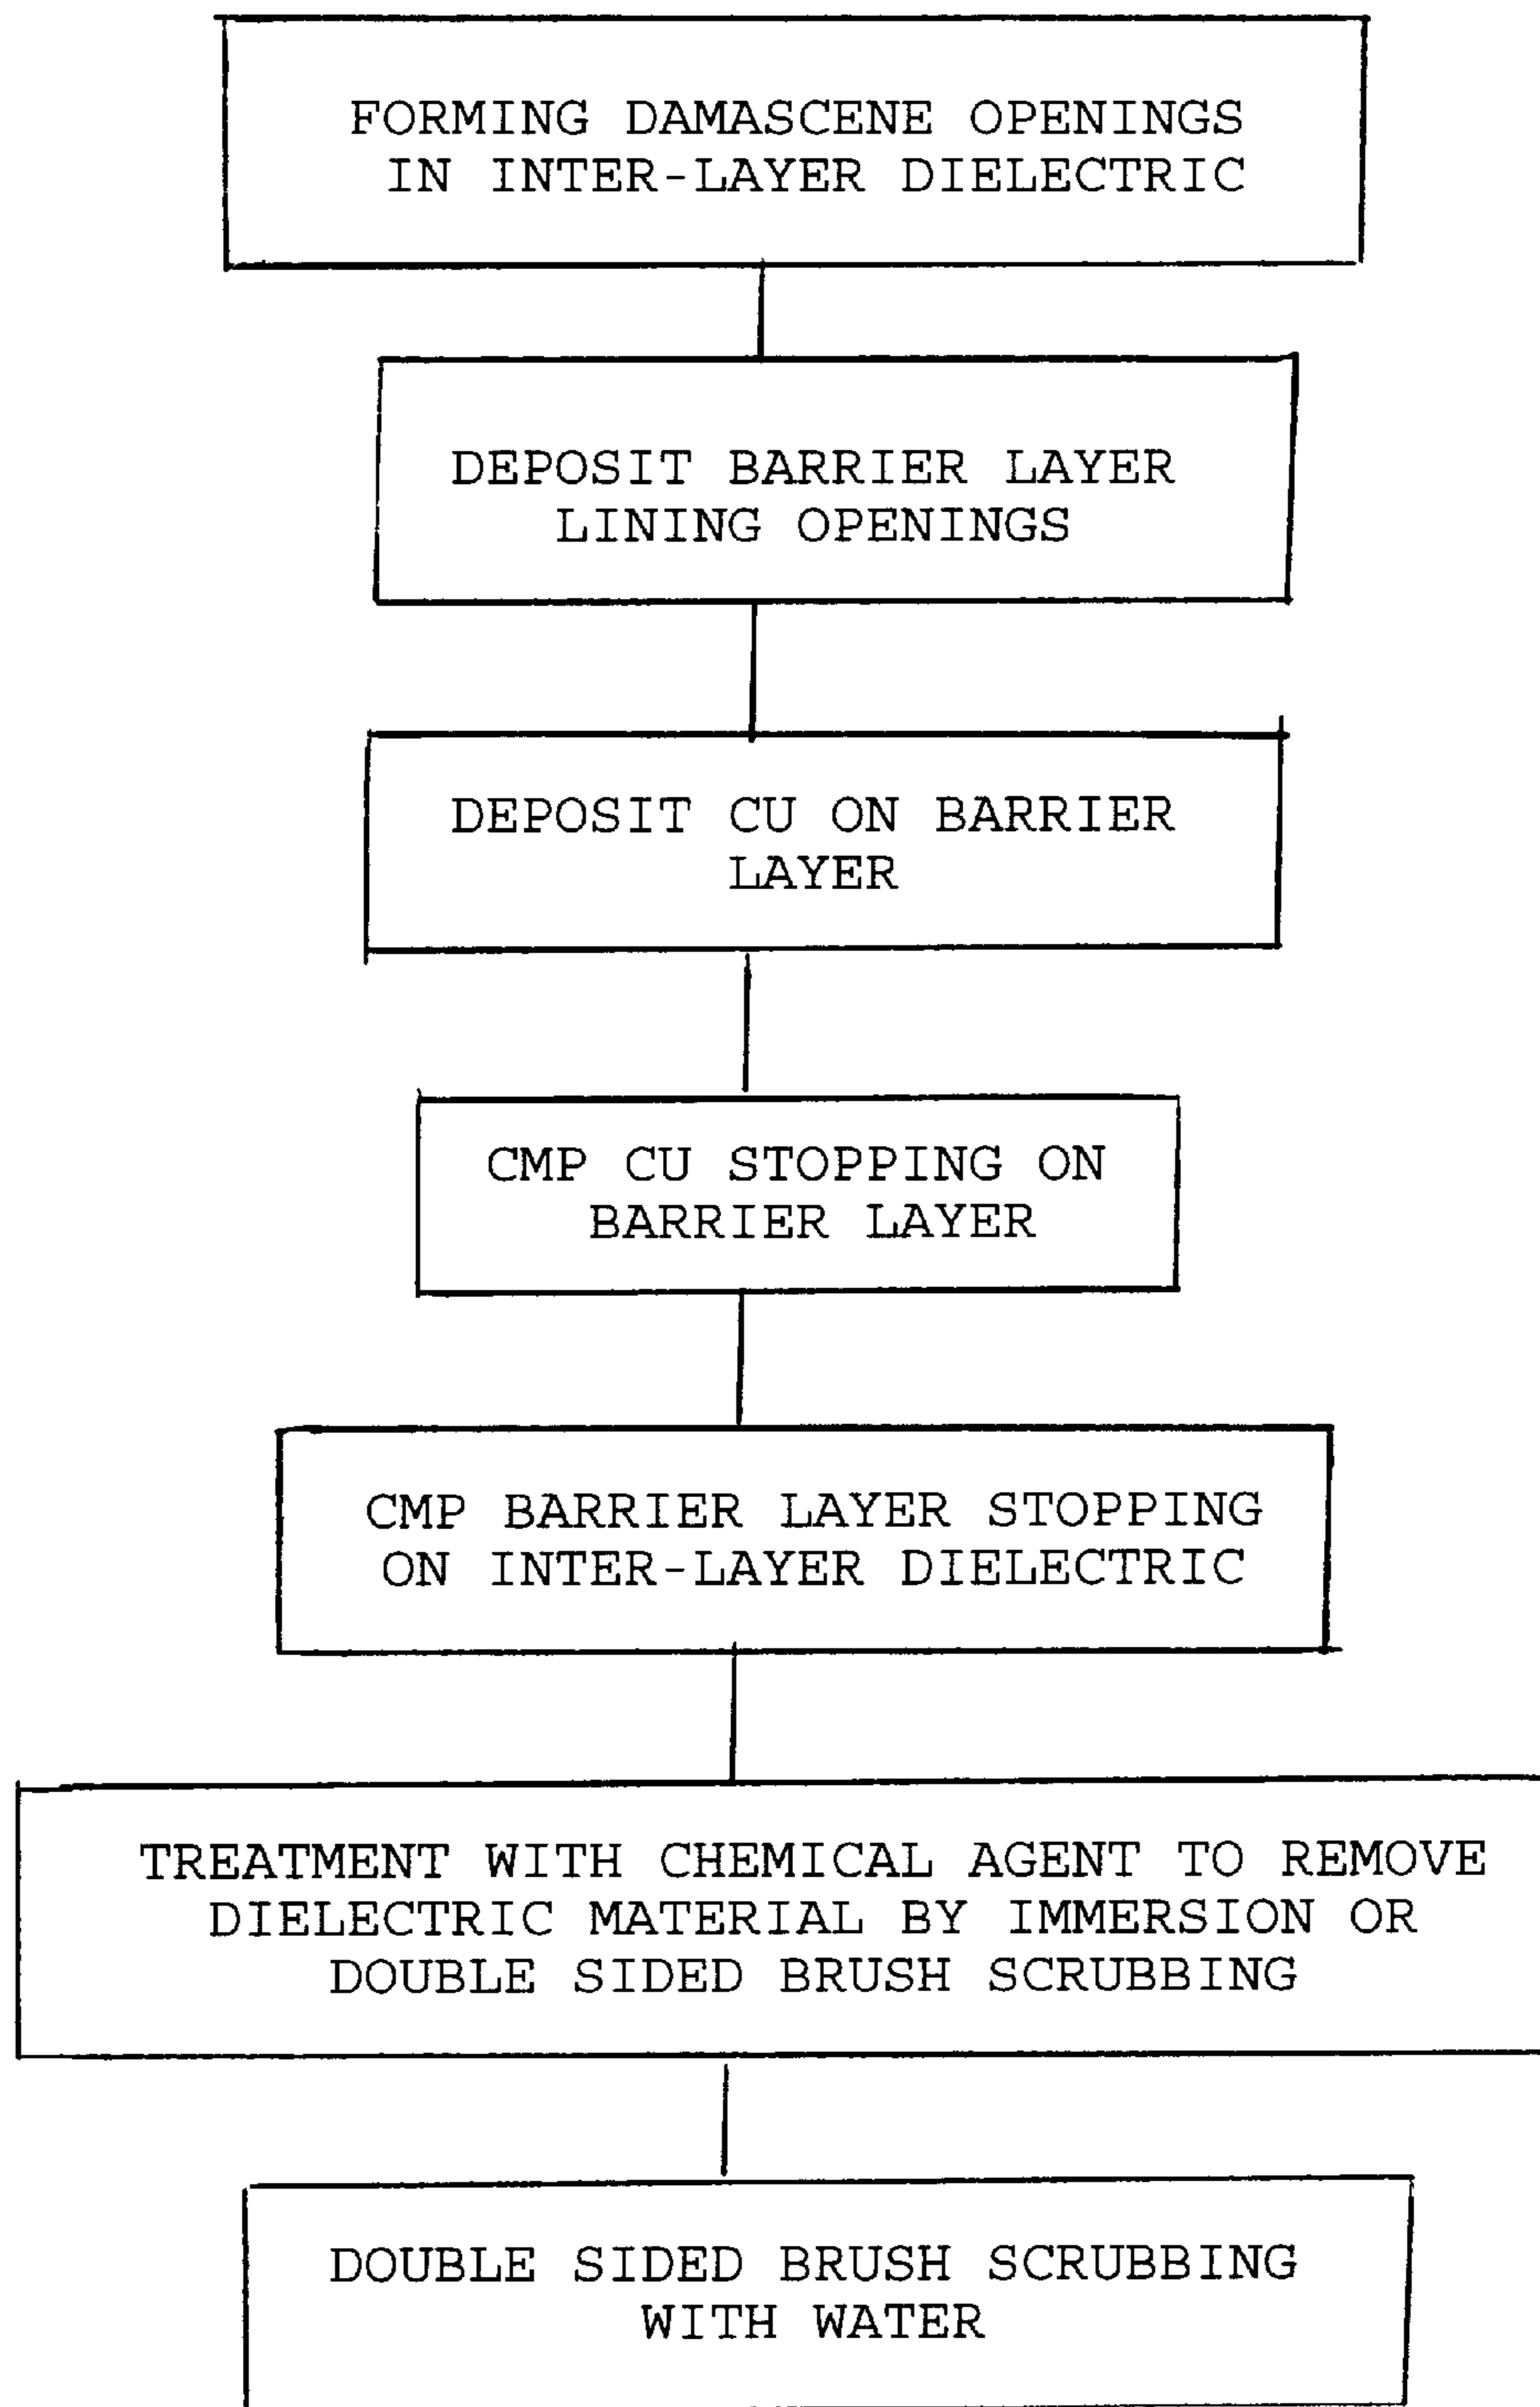 FORMING DAMASCENE OPENINGS
IN INTER-LAYER DIELECTRIC
DEPOSIT BARRIER LAYER
LINING OPENINGS
DEPOSIT CU ON BARRIER
LAYER
CMP CU STOPPING ON
BARRIER LAYER
CMP BARRIER LAYER STOPPING
ON INTER-LAYER DIELECTRIC
TREATMENT WITH CHEMICAL AGENT TO REMOVE
DIELECTRIC MATERIAL BY IMMERSION OR
DOUBLE SIDED BRUSH SCRUBBING
DOUBLE SIDED BRUSH SCRUBBING
WITH WATER